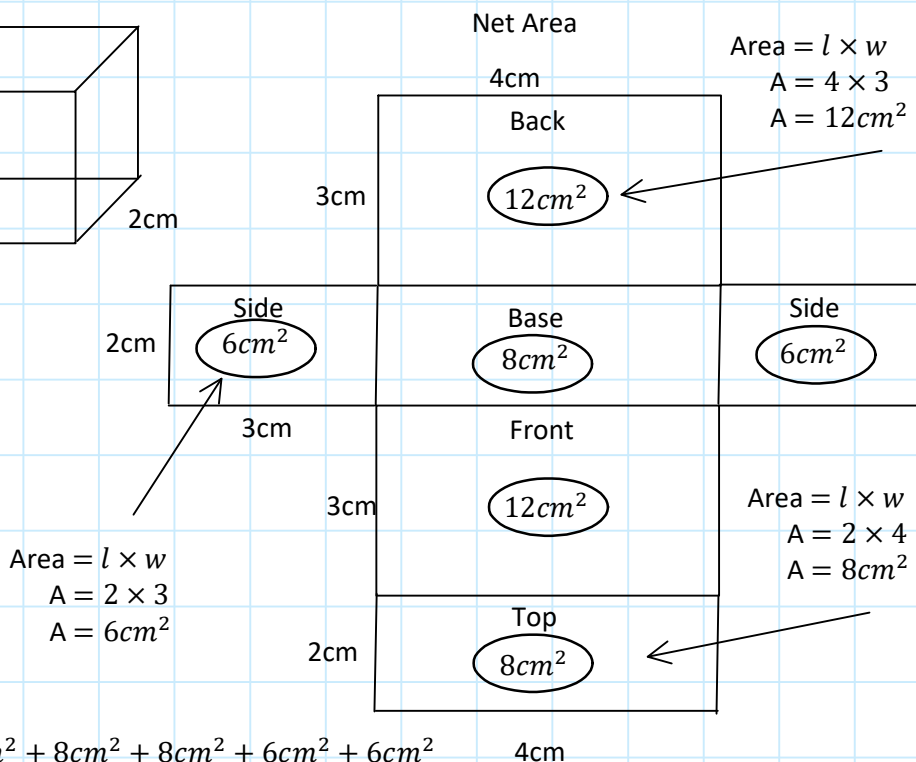 Net Area
Area = l × w
A = 4 × 3
A = 12cm²
4cm
Back
3cm
12cm²
2cm
Side
6cm²
Base
8cm²
Side
6cm²
2cm
3cm
Front
3cm
12cm²
Area = l × w
A = 2 × 4
A = 8cm²
Area = l × w
A = 2 × 3
A = 6cm²
Top
8cm²
2cm
² + 8cm² + 8cm² + 6cm² + 6cm²
4cm